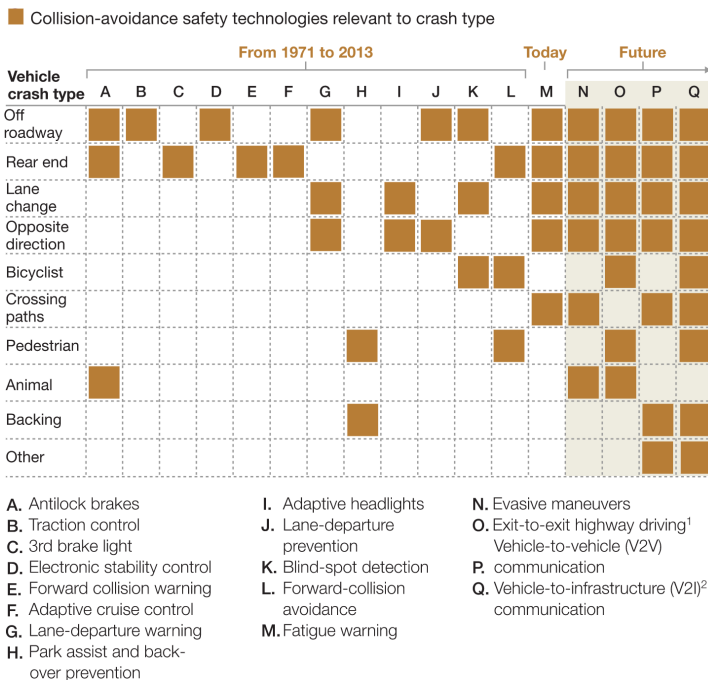 Collision-avoidance safety technologies relevant to crash type
From 1971 to 2013 Today Future
Vehicle
crash type A B C D E F G H I J K L M N O P Q
Off
roadway
Rear end
Lane
change
Opposite
direction
Bicyclist
Crossing
paths
Pedestrian
Animal
Backing
Other
A. Antilock brakes
B. Traction control
C. 3rd brake light
D. Electronic stability control
E. Forward collision warning
F. Adaptive cruise control
G. Lane-departure warning
H. Park assist and back-
over prevention
I. Adaptive headlights
J. Lane-departure
prevention
K. Blind-spot detection
L. Forward-collision
avoidance
M. Fatigue warning
N. Evasive maneuvers
O. Exit-to-exit highway driving¹
Vehicle-to-vehicle (V2V)
P. communication
Q. Vehicle-to-infrastructure (V2I)²
communication